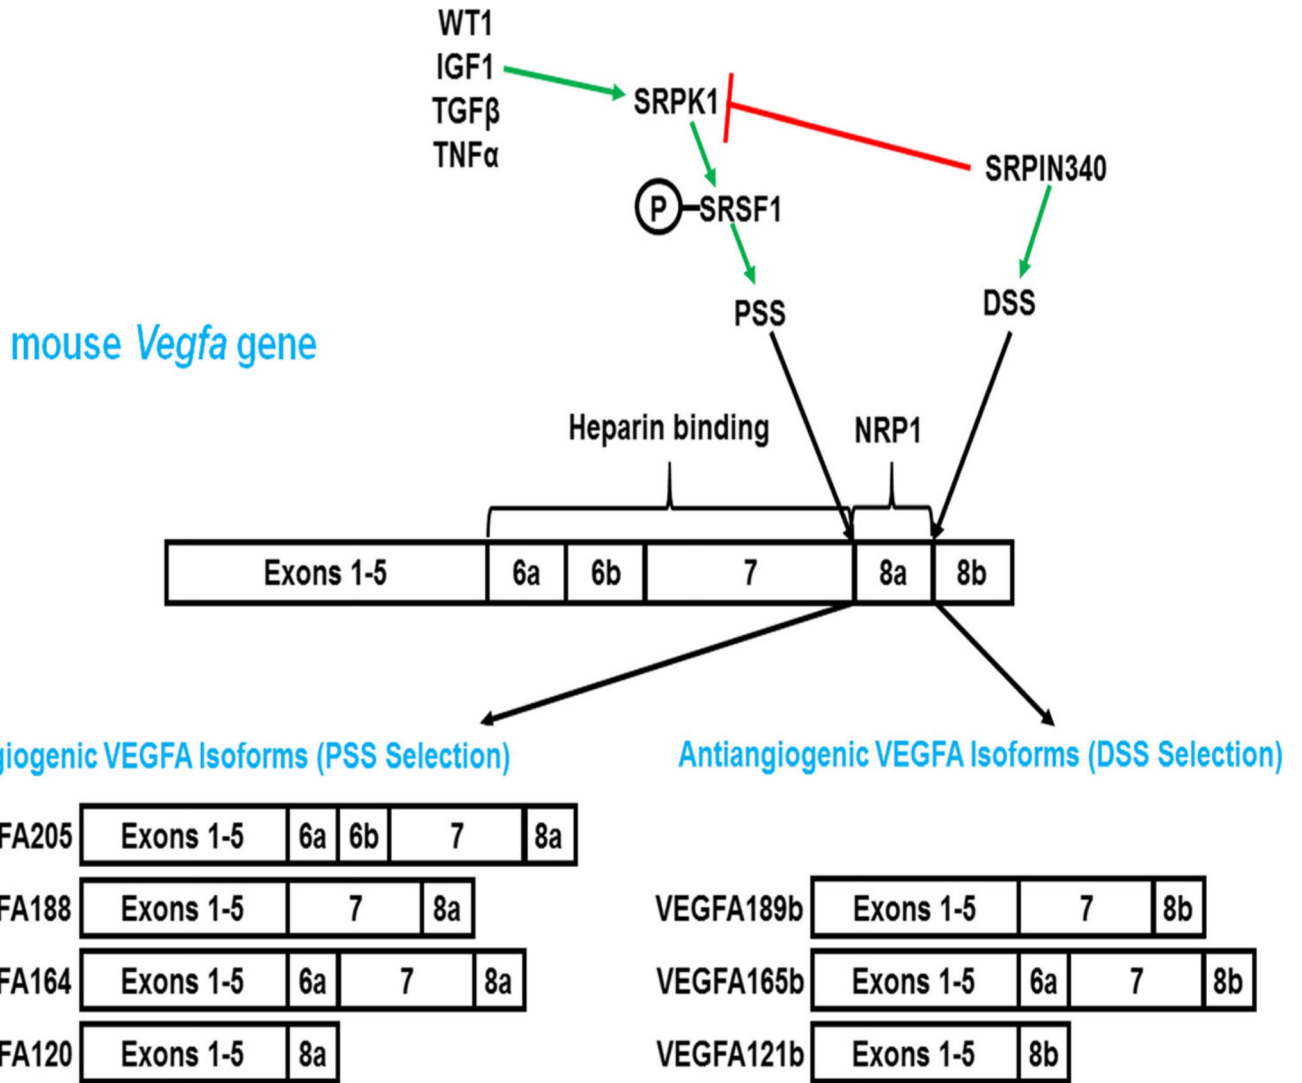 WT1
IGF1
TGFβ
TNFα
SRPK1
SRPIN340
P SRSF1
PSS
DSS
mouse Vegfa gene
Heparin binding
NRP1
Exons 1-5 6a 6b 7 8a 8b
giogenic VEGFA Isoforms (PSS Selection)
Antiangiogenic VEGFA Isoforms (DSS Selection)
FA205 Exons 1-5 6a 6b 7 8a
FA188 Exons 1-5 7 8a
VEGFA189b Exons 1-5 7 8b
FA164 Exons 1-5 6a 7 8a
VEGFA165b Exons 1-5 6a 7 8b
FA120 Exons 1-5 8a
VEGFA121b Exons 1-5 8b